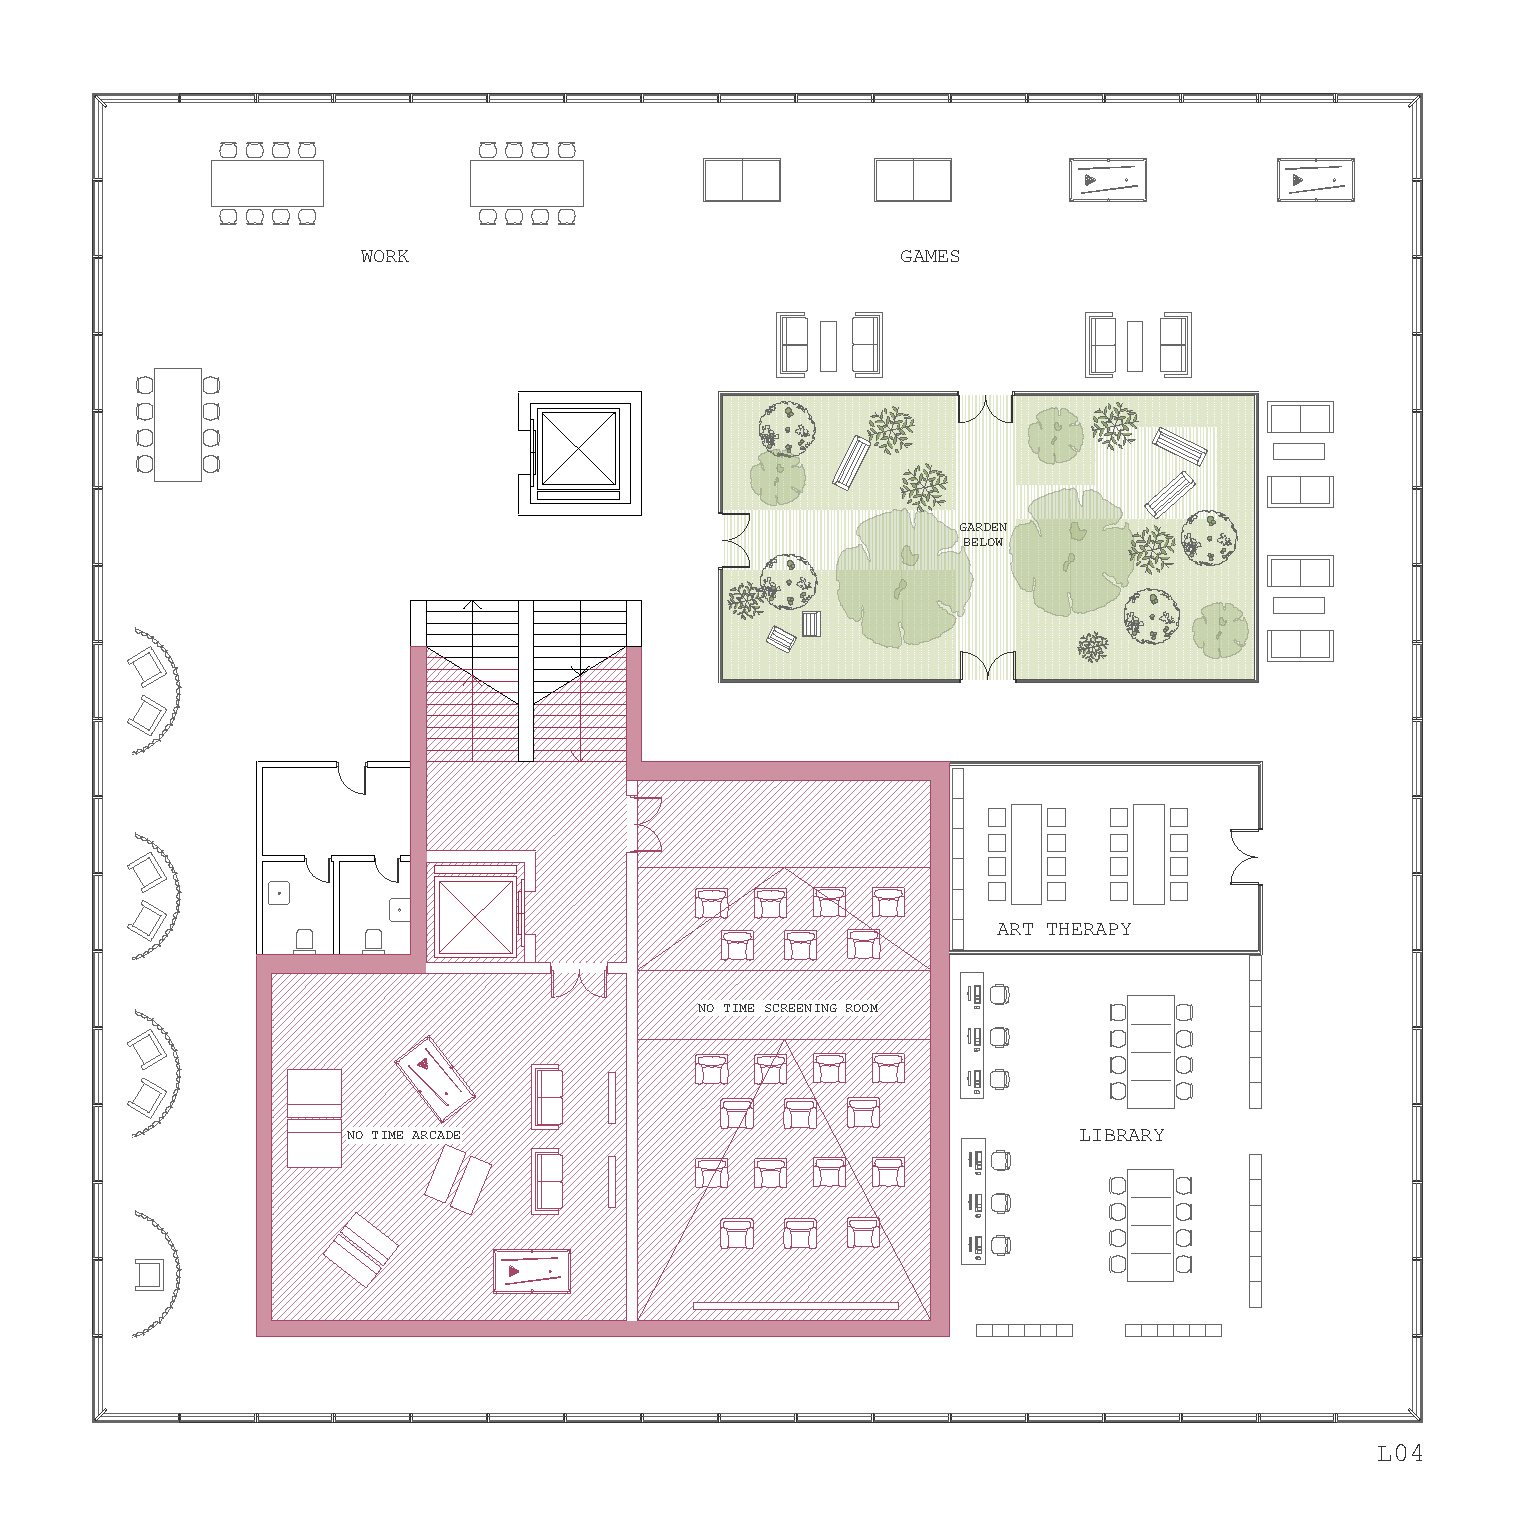 WORK
GAMES
GARDEN
BELOW
ART THERAPY
NO TIME SCREENING ROOM
NO TIME ARCADE
LIBRARY
L04